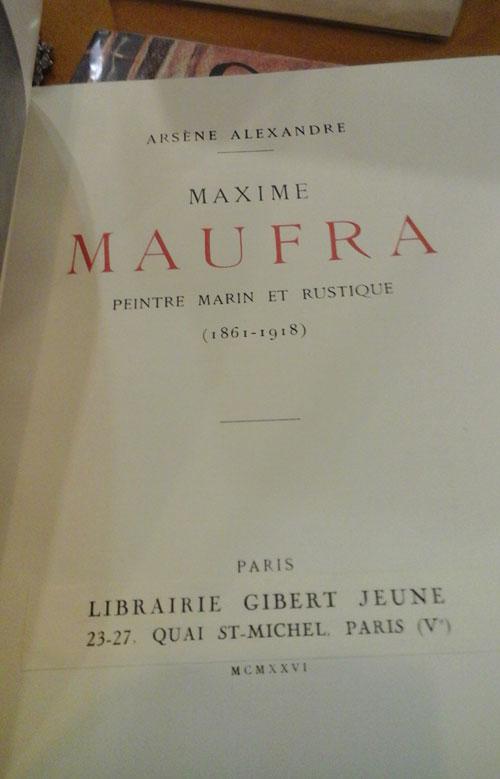 ARSÈNE ALEXANDRE
MAXIME
MAUFRA
PEINTRE MARIN ET RUSTIQUE
(1861-1918)
PARIS
LIBRAIRIE GIBERT JEUNE
23-27, QUAI ST-MICHEL, PARIS (Vᵉ)
MCMXXVI